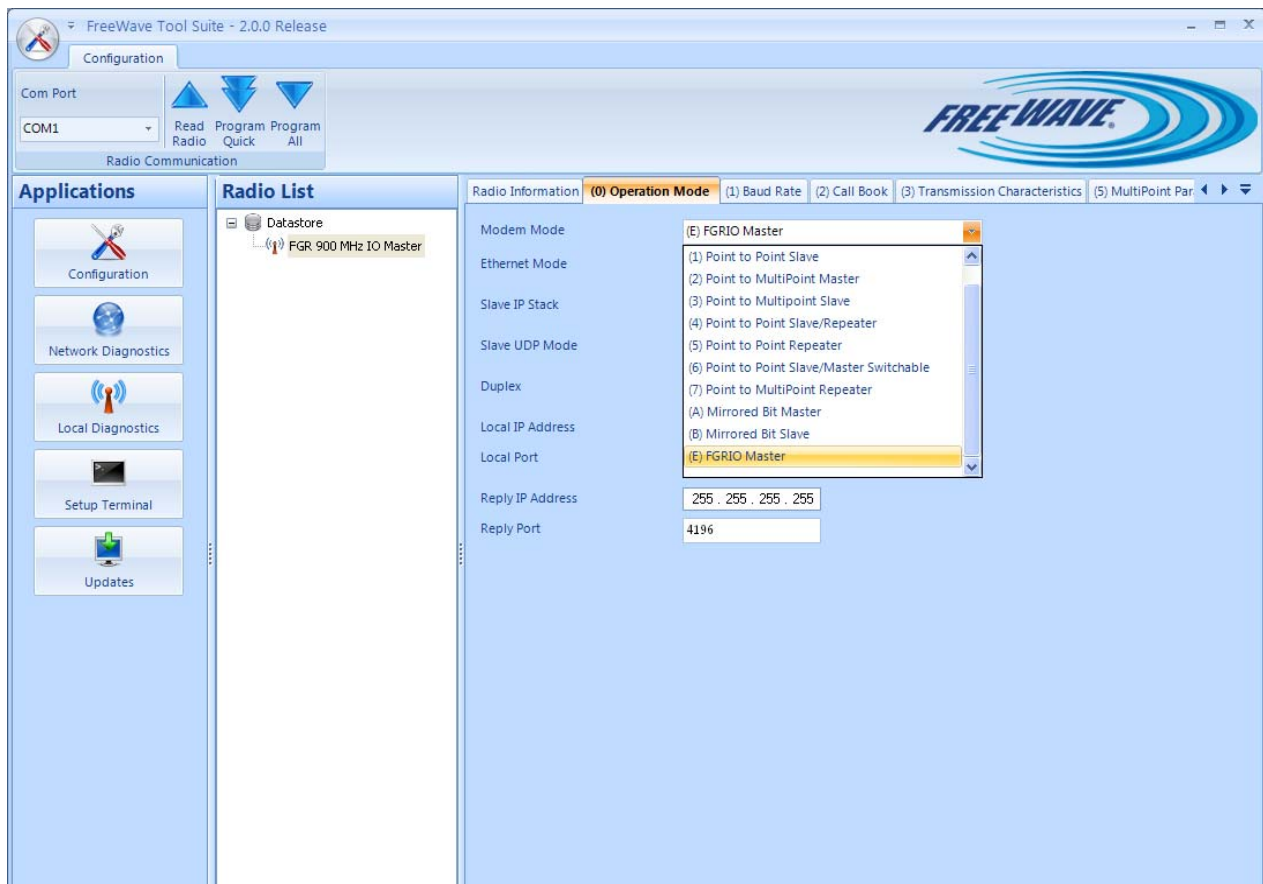 FreeWave Tool Suite - 2.0.0 Release
Configuration
Com Port
COM1
Read Radio
Program Quick
Program All
Radio Communication
FREEWAVE.
Applications
Configuration
Network Diagnostics
Local Diagnostics
Setup Terminal
Updates
Radio List
Datastore
FGR 900 MHz IO Master
Radio Information
(0) Operation Mode
(1) Baud Rate
(2) Call Book
(3) Transmission Characteristics
(5) MultiPoint Par
Modem Mode
(E) FGRIO Master
(1) Point to Point Slave
(2) Point to MultiPoint Master
(3) Point to Multipoint Slave
(4) Point to Point Slave/Repeater
(5) Point to Point Repeater
(6) Point to Point Slave/Master Switchable
(7) Point to MultiPoint Repeater
(A) Mirrored Bit Master
(B) Mirrored Bit Slave
(E) FGRIO Master
Ethernet Mode
Slave IP Stack
Slave UDP Mode
Duplex
Local IP Address
Local Port
Reply IP Address
255 . 255 . 255 . 255
Reply Port
4196